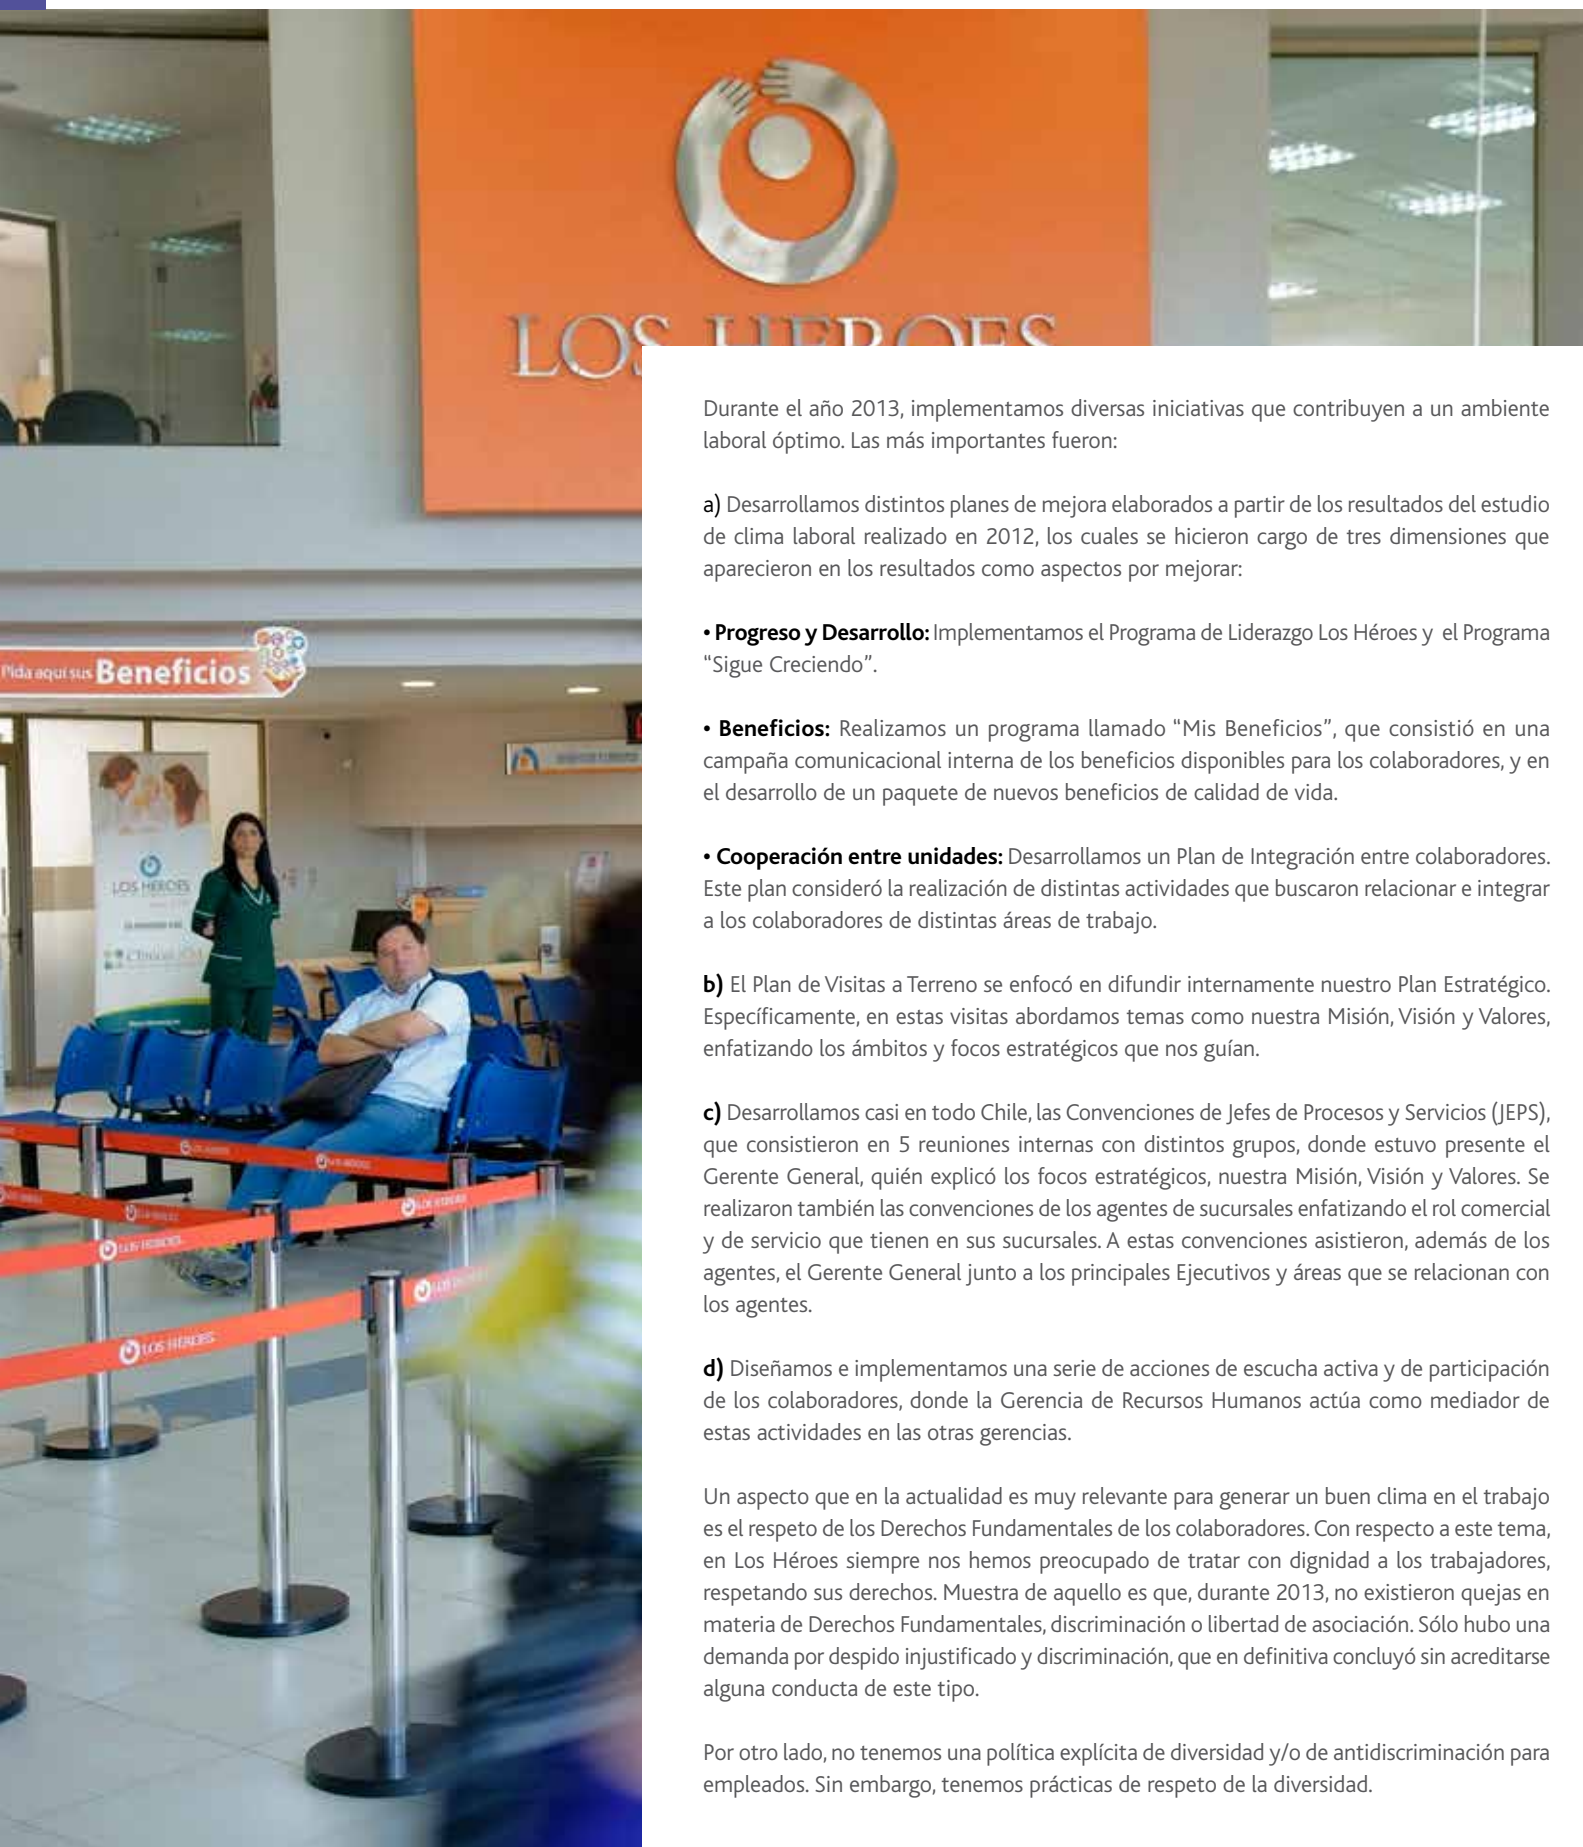 LOS HEROES
Durante el año 2013, implementamos diversas iniciativas que contribuyen a un ambiente
laboral óptimo. Las más importantes fueron:
a) Desarrollamos distintos planes de mejora elaborados a partir de los resultados del estudio
de clima laboral realizado en 2012, los cuales se hicieron cargo de tres dimensiones que
aparecieron en los resultados como aspectos por mejorar:
• Progreso y Desarrollo: Implementamos el Programa de Liderazgo Los Héroes y el Programa
“Sigue Creciendo”.
• Beneficios: Realizamos un programa llamado “Mis Beneficios”, que consistió en una
campaña comunicacional interna de los beneficios disponibles para los colaboradores, y en
el desarrollo de un paquete de nuevos beneficios de calidad de vida.
• Cooperación entre unidades: Desarrollamos un Plan de Integración entre colaboradores.
Este plan consideró la realización de distintas actividades que buscaron relacionar e integrar
a los colaboradores de distintas áreas de trabajo.
b) El Plan de Visitas a Terreno se enfocó en difundir internamente nuestro Plan Estratégico.
Específicamente, en estas visitas abordamos temas como nuestra Misión, Visión y Valores,
enfatizando los ámbitos y focos estratégicos que nos guían.
c) Desarrollamos casi en todo Chile, las Convenciones de Jefes de Procesos y Servicios (JEPS),
que consistieron en 5 reuniones internas con distintos grupos, donde estuvo presente el
Gerente General, quién explicó los focos estratégicos, nuestra Misión, Visión y Valores. Se
realizaron también las convenciones de los agentes de sucursales enfatizando el rol comercial
y de servicio que tienen en sus sucursales. A estas convenciones asistieron, además de los
agentes, el Gerente General junto a los principales Ejecutivos y áreas que se relacionan con
los agentes.
d) Diseñamos e implementamos una serie de acciones de escucha activa y de participación
de los colaboradores, donde la Gerencia de Recursos Humanos actúa como mediador de
estas actividades en las otras gerencias.
Un aspecto que en la actualidad es muy relevante para generar un buen clima en el trabajo
es el respeto de los Derechos Fundamentales de los colaboradores. Con respecto a este tema,
en Los Héroes siempre nos hemos preocupado de tratar con dignidad a los trabajadores,
respetando sus derechos. Muestra de aquello es que, durante 2013, no existieron quejas en
materia de Derechos Fundamentales, discriminación o libertad de asociación. Sólo hubo una
demanda por despido injustificado y discriminación, que en definitiva concluyó sin acreditarse
alguna conducta de este tipo.
Por otro lado, no tenemos una política explícita de diversidad y/o de antidiscriminación para
empleados. Sin embargo, tenemos prácticas de respeto de la diversidad.
Pida aquí sus Beneficios
LOS HEROES
LOS HEROES
LOS HEROES
LOS HÉROES